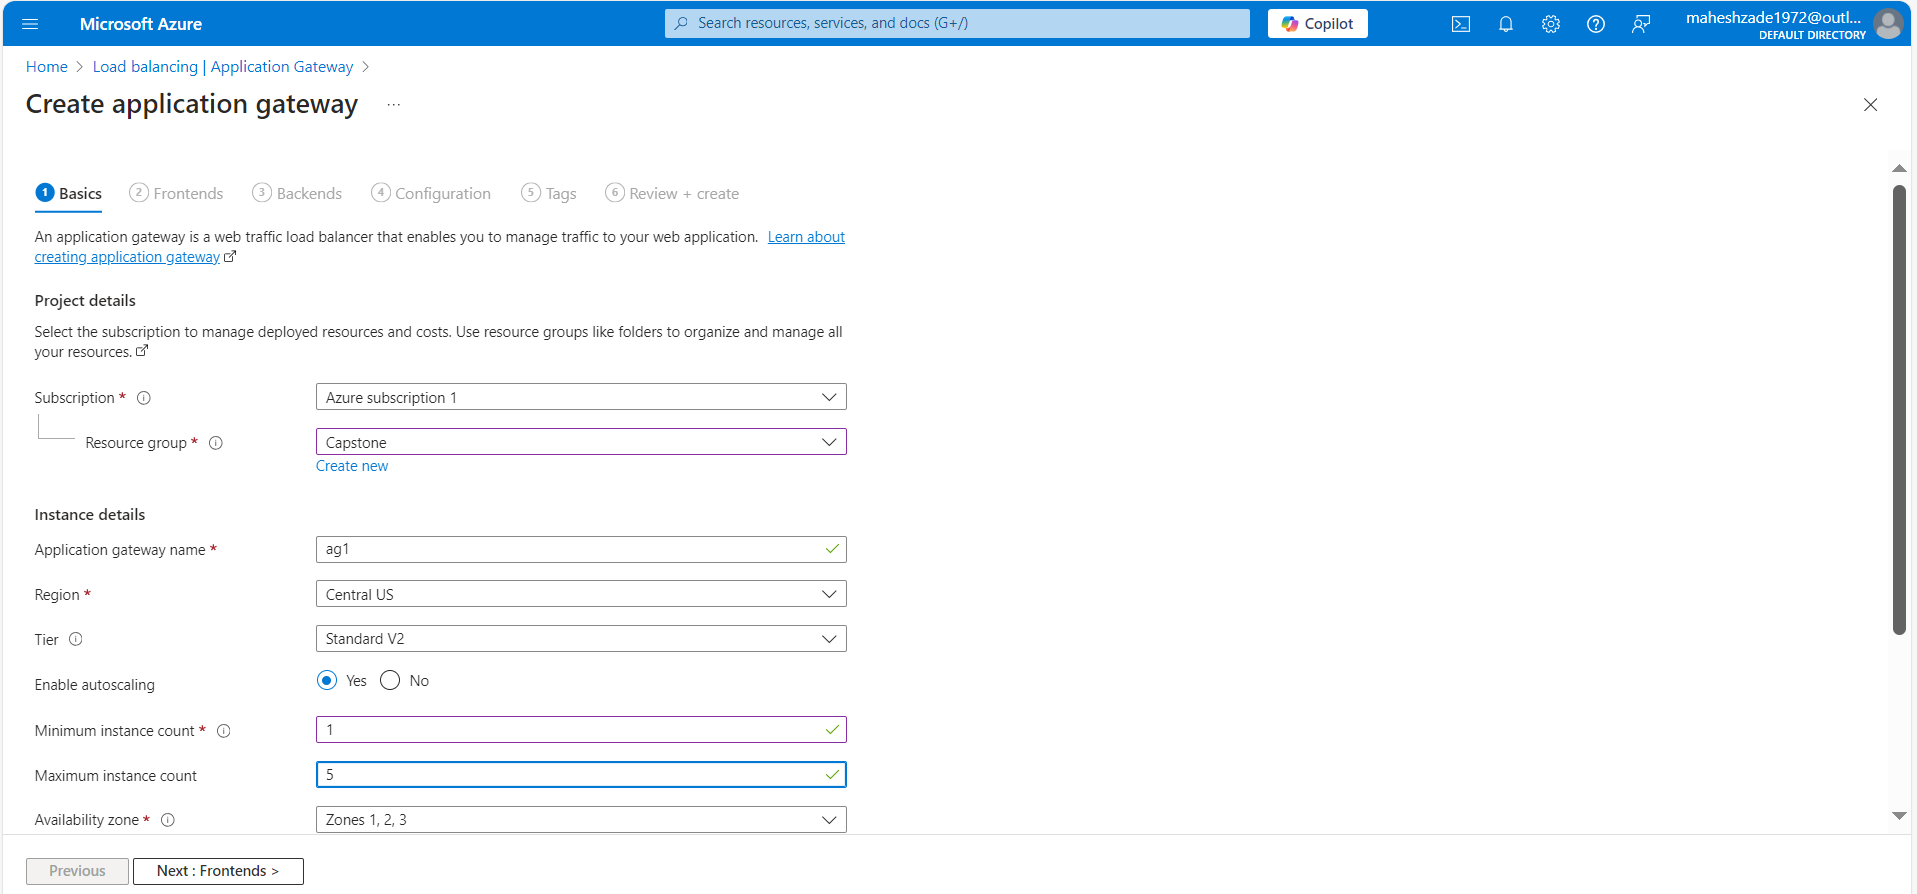 Microsoft Azure
Search resources, services, and docs (G+/)
Copilot
maheshzade1972@outl...
DEFAULT DIRECTORY
Home > Load balancing | Application Gateway >
Create application gateway ...
1 Basics 2 Frontends 3 Backends 4 Configuration 5 Tags 6 Review + create
An application gateway is a web traffic load balancer that enables you to manage traffic to your web application. Learn about
creating application gateway
Project details
Select the subscription to manage deployed resources and costs. Use resource groups like folders to organize and manage all
your resources.
Subscription * Azure subscription 1
Resource group * Capstone
Create new
Instance details
Application gateway name * ag1
Region * Central US
Tier Standard V2
Enable autoscaling Yes No
Minimum instance count * 1
Maximum instance count 5
Availability zone * Zones 1, 2, 3
Previous Next : Frontends >